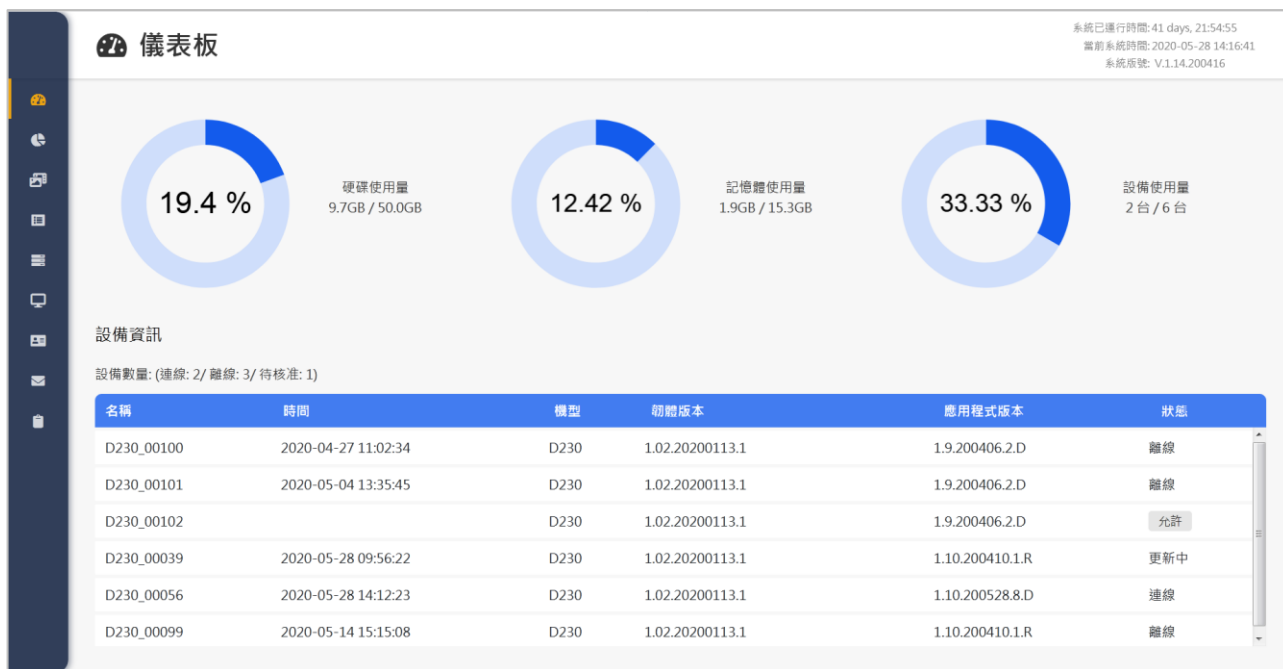 儀表板
系統已運行時間: 41 days, 21:54:55
當前系統時間: 2020-05-28 14:16:41
系統版號: V.1.14.200416
19.4 %
硬碟使用量
9.7GB / 50.0GB
12.42 %
記憶體使用量
1.9GB / 15.3GB
33.33 %
設備使用量
2 台 / 6 台
設備資訊
設備數量: (連線: 2/ 離線: 3/ 待核准: 1)
名稱 時間 機型 韌體版本 應用程式版本 狀態
D230_00100 2020-04-27 11:02:34 D230 1.02.20200113.1 1.9.200406.2.D 離線
D230_00101 2020-05-04 13:35:45 D230 1.02.20200113.1 1.9.200406.2.D 離線
D230_00102 D230 1.02.20200113.1 1.9.200406.2.D 允許
D230_00039 2020-05-28 09:56:22 D230 1.02.20200113.1 1.10.200410.1.R 更新中
D230_00056 2020-05-28 14:12:23 D230 1.02.20200113.1 1.10.200528.8.D 連線
D230_00099 2020-05-14 15:15:08 D230 1.02.20200113.1 1.10.200410.1.R 離線